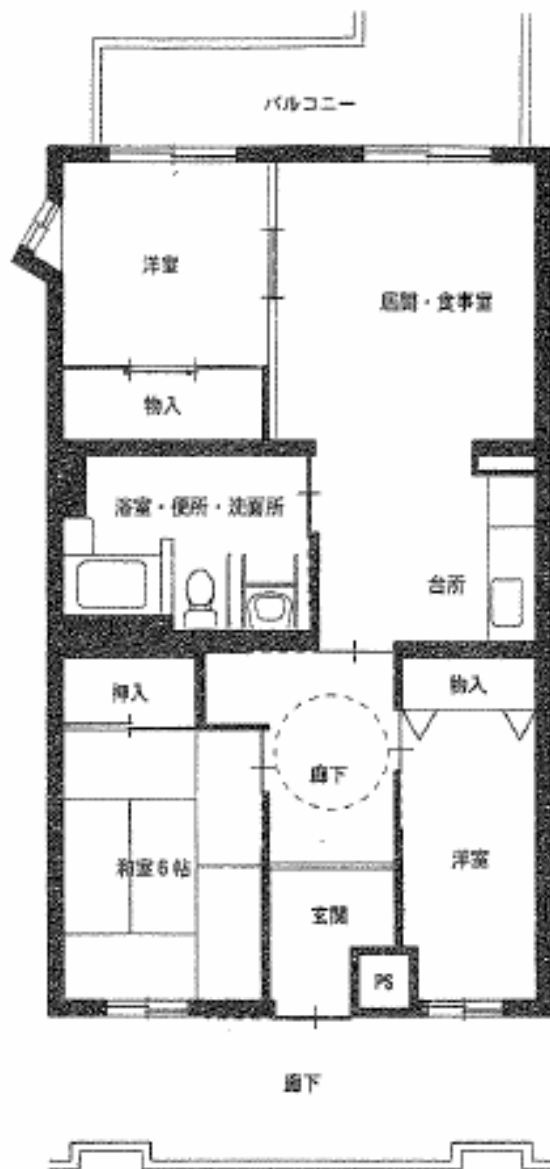 バルコニー
洋室
居間・食事室
物入
浴室・便所・洗面所
台所
押入
物入
廊下
和室6帖
洋室
玄関
PS
廊下